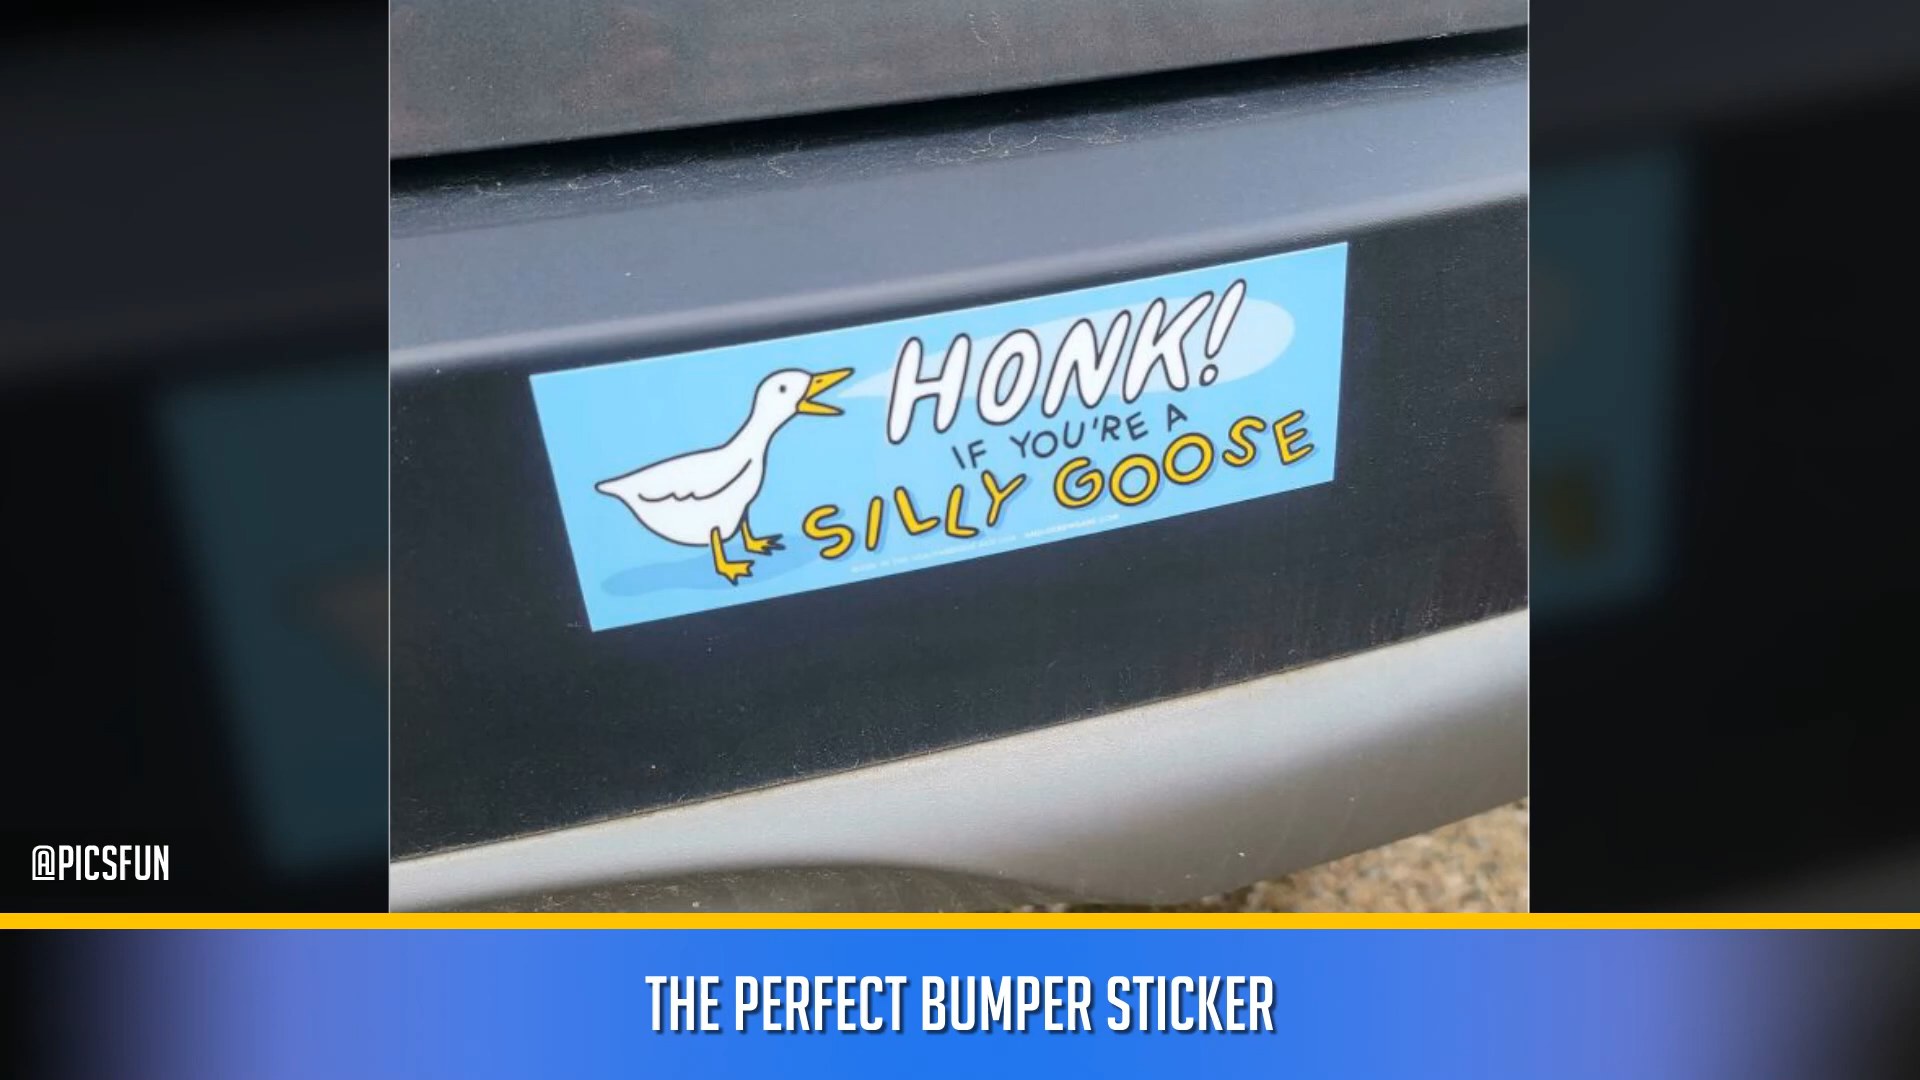 HONK!
IF YOU'RE A
SILLY GOOSE
@PICSFUN
THE PERFECT BUMPER STICKER